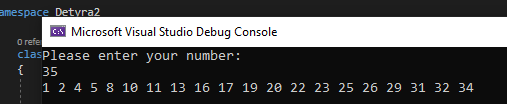 namespace Detyra2
Microsoft Visual Studio Debug Console
0 refe
clas
Please enter your number:
{
35
1 2 4 5 8 10 11 13 16 17 19 20 22 23 25 26 29 31 32 34